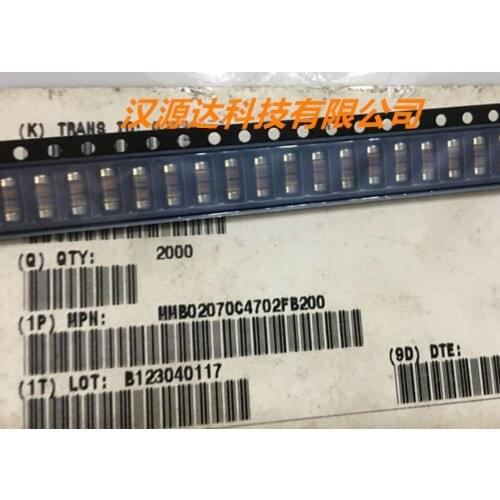 汉源达科技有限公司
(K) TRANS
(Q) QTY: 2000
(1P) MPN: MMB02070C4702FB200
(9D) DTE:
(1T) LOT: B123040117